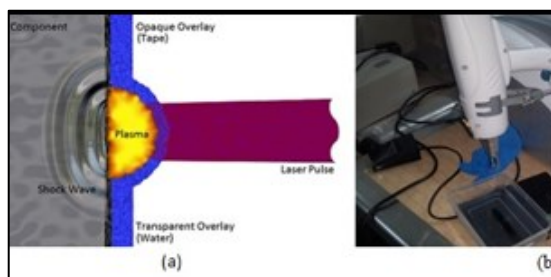 Component
Opaque Overlay
(Tape)
Plasma
Laser Pulse
Shock Wave
Transparent Overlay
(Water)
(a)
(b